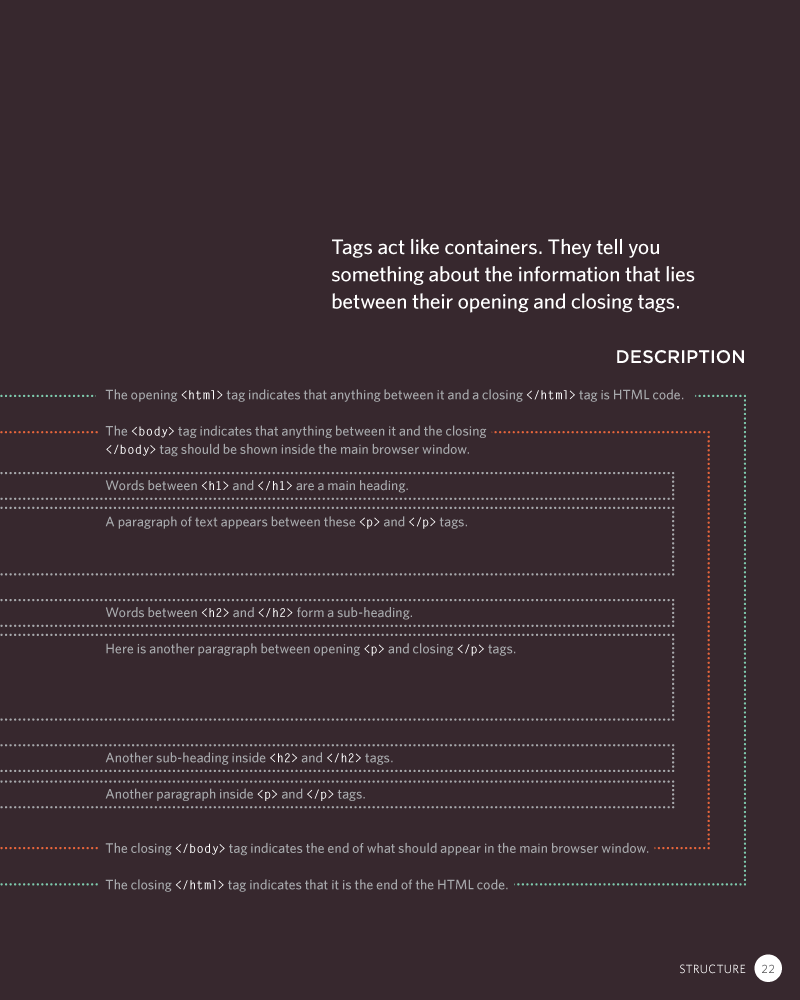 Tags act like containers. They tell you
something about the information that lies
between their opening and closing tags.
DESCRIPTION
The opening <html> tag indicates that anything between it and a closing </html> tag is HTML code.
The <body> tag indicates that anything between it and the closing
</body> tag should be shown inside the main browser window.
Words between <h1> and </h1> are a main heading.
A paragraph of text appears between these <p> and </p> tags.
Words between <h2> and </h2> form a sub-heading.
Here is another paragraph between opening <p> and closing </p> tags.
Another sub-heading inside <h2> and </h2> tags.
Another paragraph inside <p> and </p> tags.
The closing </body> tag indicates the end of what should appear in the main browser window.
The closing </html> tag indicates that it is the end of the HTML code.
STRUCTURE 22